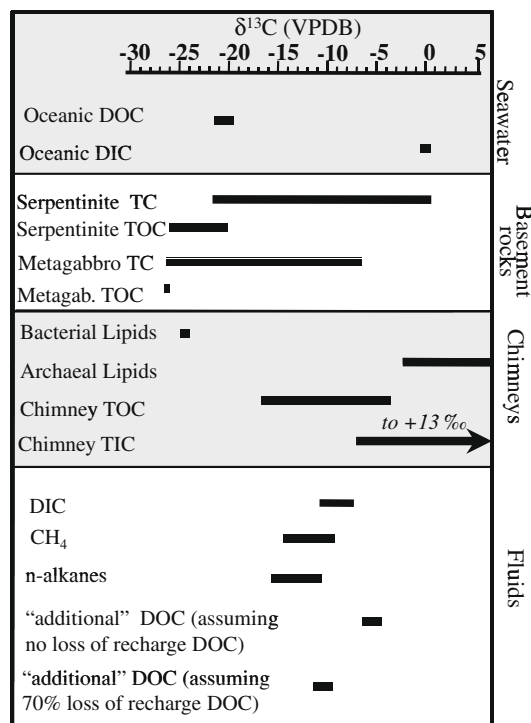 δ¹³C (VPDB)
-30 -25 -20 -15 -10 -5 0 5
Oceanic DOC
Oceanic DIC
Seawater
Serpentinite TC
Serpentinite TOC
Metagabbro TC
Metagab. TOC
Basement
rocks
Bacterial Lipids
Archaeal Lipids
Chimney TOC
Chimney TIC
to +13 ‰
Chimneys
DIC
CH₄
n-alkanes
“additional” DOC (assuming
no loss of recharge DOC)
“additional” DOC (assuming
70% loss of recharge DOC)
Fluids